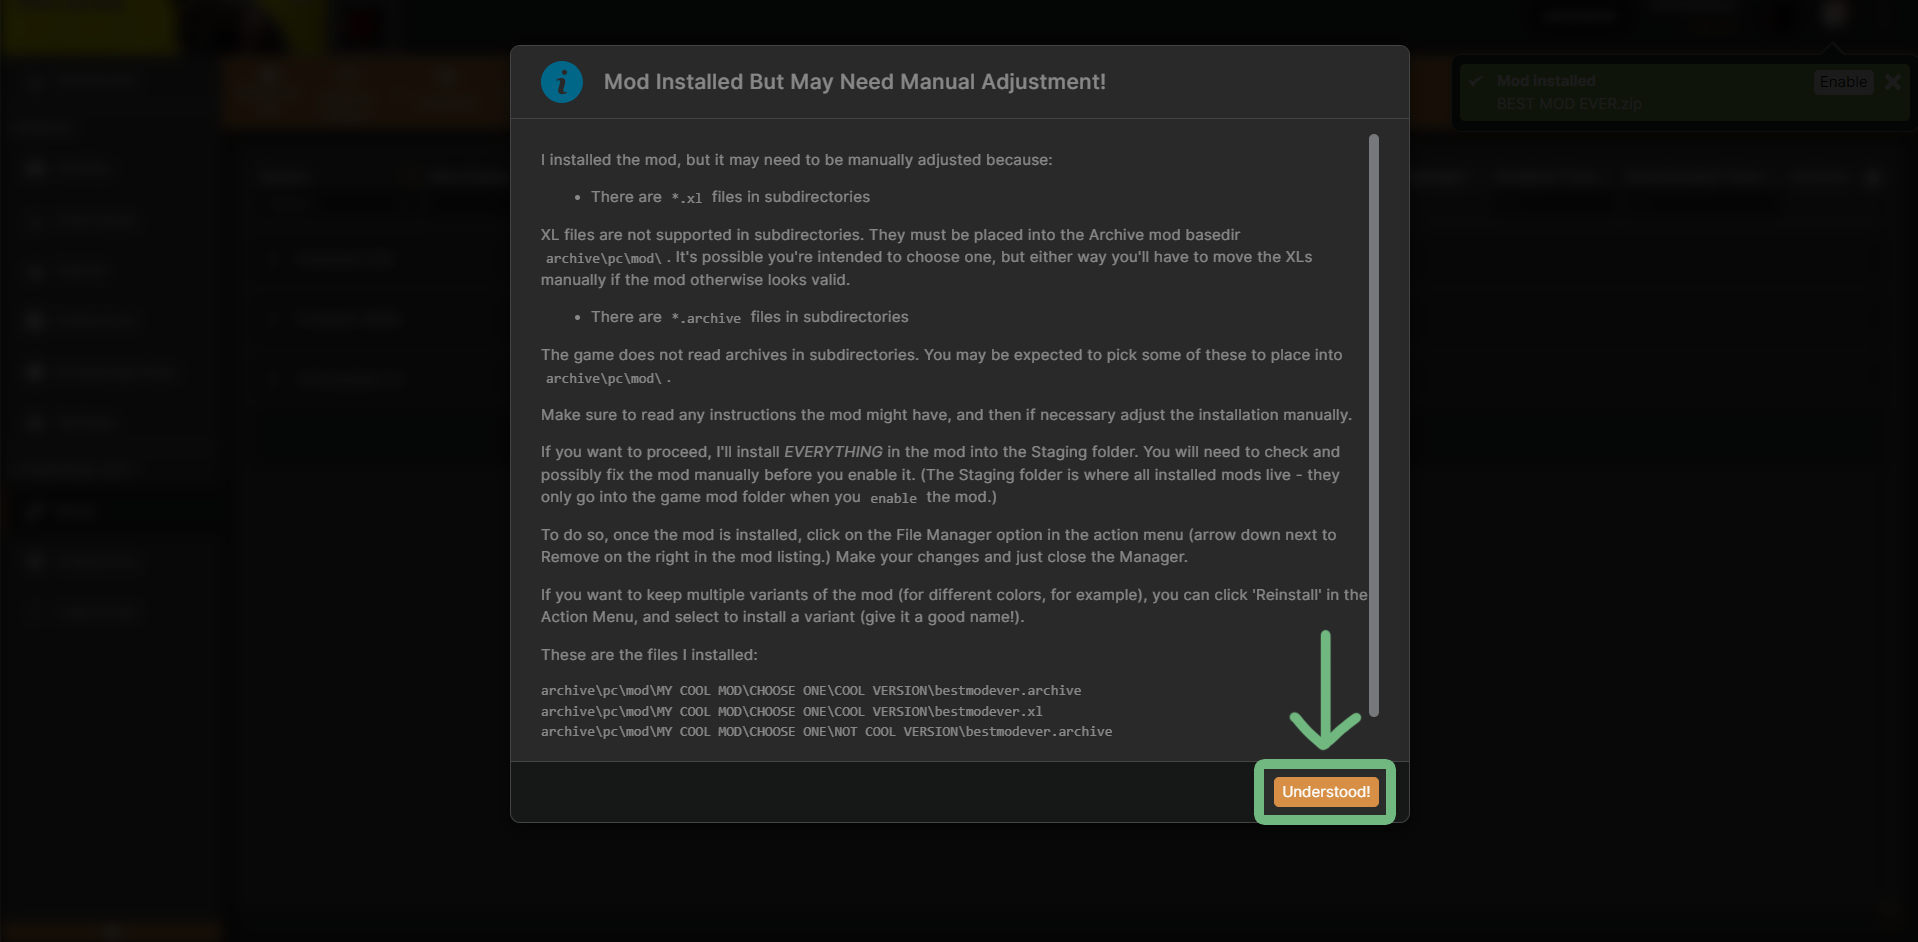 Mod Installed But May Need Manual Adjustment!
Mod installed
Enable
BEST MOD EVER.zip
I installed the mod, but it may need to be manually adjusted because:
• There are *.xl files in subdirectories
XL files are not supported in subdirectories. They must be placed into the Archive mod basedir
archive\pc\mod\ . It's possible you're intended to choose one, but either way you'll have to move the XLs
manually if the mod otherwise looks valid.
• There are *.archive files in subdirectories
The game does not read archives in subdirectories. You may be expected to pick some of these to place into
archive\pc\mod\ .
Make sure to read any instructions the mod might have, and then if necessary adjust the installation manually.
If you want to proceed, I'll install EVERYTHING in the mod into the Staging folder. You will need to check and
possibly fix the mod manually before you enable it. (The Staging folder is where all installed mods live - they
only go into the game mod folder when you enable the mod.)
To do so, once the mod is installed, click on the File Manager option in the action menu (arrow down next to
Remove on the right in the mod listing.) Make your changes and just close the Manager.
If you want to keep multiple variants of the mod (for different colors, for example), you can click 'Reinstall' in the
Action Menu, and select to install a variant (give it a good name!).
These are the files I installed:
archive\pc\mod\MY COOL MOD\CHOOSE ONE\COOL VERSION\bestmodever.archive
archive\pc\mod\MY COOL MOD\CHOOSE ONE\COOL VERSION\bestmodever.xl
archive\pc\mod\MY COOL MOD\CHOOSE ONE\NOT COOL VERSION\bestmodever.archive
Understood!